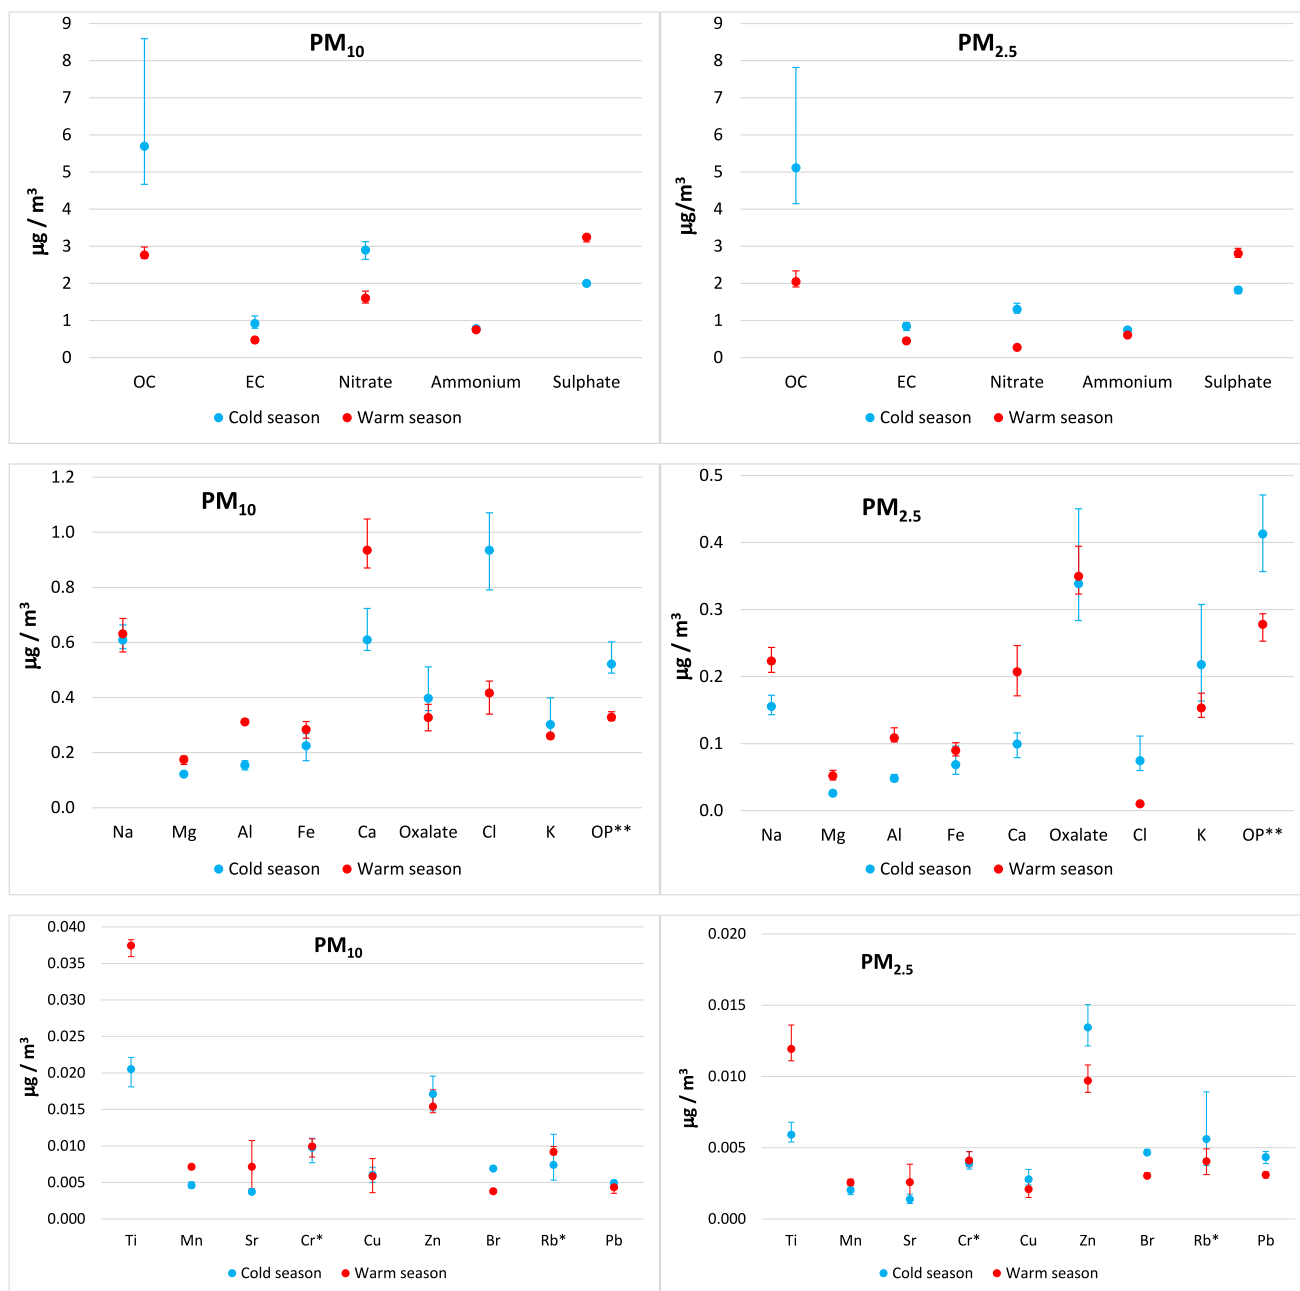 PM10
9
8
7
6
5
4
3
2
1
0
µg / m³
OC EC Nitrate Ammonium Sulphate
Cold season Warm season
PM2.5
9
8
7
6
5
4
3
2
1
0
µg/m³
OC EC Nitrate Ammonium Sulphate
Cold season Warm season
PM10
1.2
1.0
0.8
0.6
0.4
0.2
0.0
µg / m³
Na Mg Al Fe Ca Oxalate Cl K OP**
Cold season Warm season
PM2.5
0.5
0.4
0.3
0.2
0.1
0.0
µg / m³
Na Mg Al Fe Ca Oxalate Cl K OP**
Cold season Warm season
PM10
0.040
0.035
0.030
0.025
0.020
0.015
0.010
0.005
0.000
µg / m³
Ti Mn Sr Cr* Cu Zn Br Rb* Pb
Cold season Warm season
PM2.5
0.020
0.015
0.010
0.005
0.000
µg / m³
Ti Mn Sr Cr* Cu Zn Br Rb* Pb
Cold season Warm season